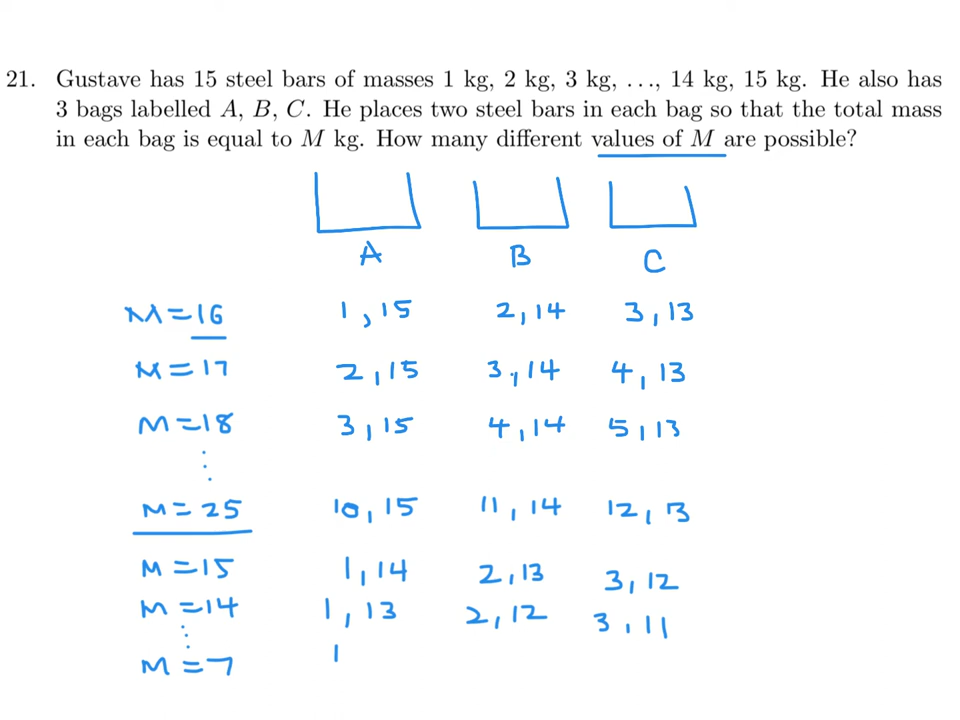 21. Gustave has 15 steel bars of masses 1 kg, 2 kg, 3 kg, . . ., 14 kg, 15 kg. He also has
3 bags labelled A, B, C. He places two steel bars in each bag so that the total mass
in each bag is equal to M kg. How many different values of M are possible?
A B C
M=16 1,15 2,14 3,13
M=17 2,15 3,14 4,13
M=18 3,15 4,14 5,13
⋮
M=25 10,15 11,14 12,13
M=15 1,14 2,13 3,12
M=14 1,13 2,12 3,11
⋮
M=7 1